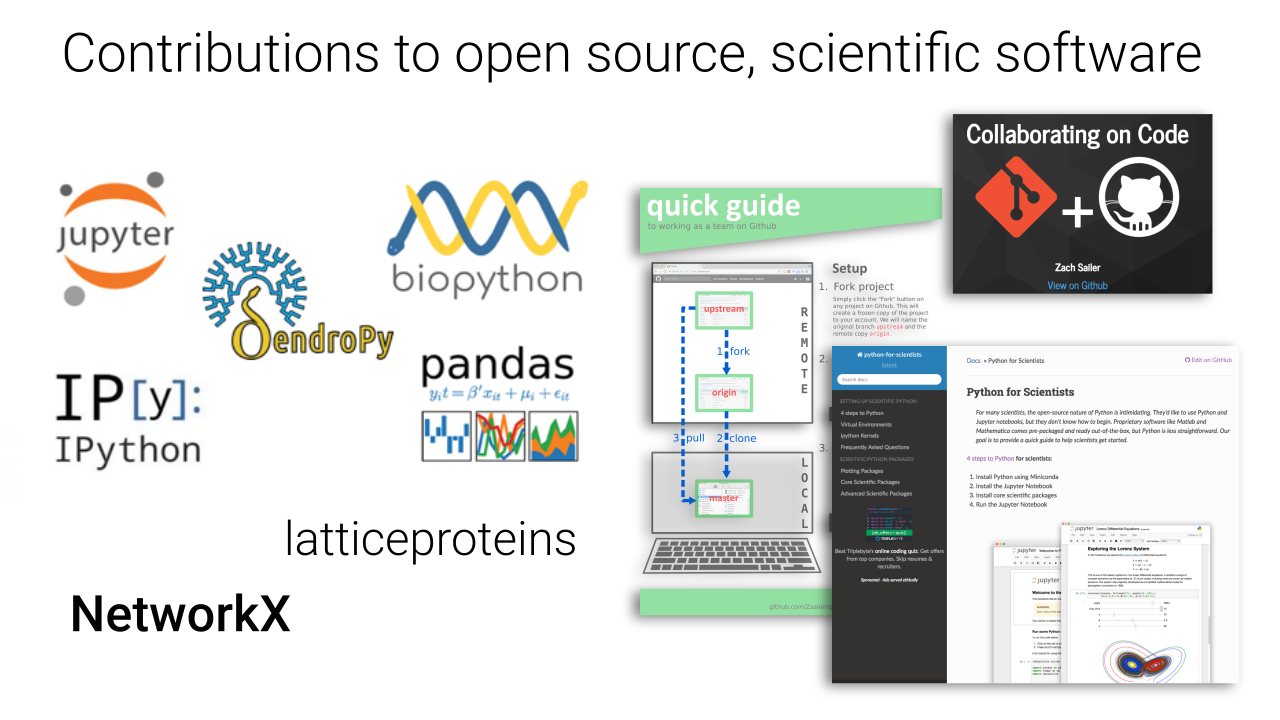 Contributions to open source, scientific software
jupyter
biopython
DendroPy
IP[y]:
IPython
pandas
yᵢt = β′xᵢₜ + μᵢ + ϵᵢₜ
latticeproteins
NetworkX
quick guide
to working as a team on Github
upstream
1. fork
origin
3. pull
2. clone
master
REMOTE
LOCAL
Setup
1. Fork project
Simply click the "Fork" button on
any project on Github. This will
create a frozen copy of the project
to your account. We will name the
original branch upstream and the
remote copy origin.
2.
3.
github.com/Zsailer/
Collaborating on Code
+
Zach Sailer
View on Github
python-for-scientists
latest
Search docs
SETTING UP SCIENTIFIC PYTHON
4 steps to Python
Virtual Environments
ipython Kernels
Frequently Asked Questions
SCIENTIFIC PYTHON PACKAGES
Plotting Packages
Core Scientific Packages
Advanced Scientific Packages
TRIPLEBYTE
Best Triplebyte's online coding quiz. Get offers
from top companies. Skip resumes &
recruiters.
Sponsored · Ads served ethically
Docs » Python for Scientists
Edit on GitHub
Python for Scientists
For many scientists, the open-source nature of Python is intimidating. They'd like to use Python and
Jupyter notebooks, but they don't know how to begin. Proprietary software like Matlab and
Mathematica comes pre-packaged and ready out-of-the-box, but Python is less straightforward. Our
goal is to provide a quick guide to help scientists get started.
4 steps to Python for scientists:
1. Install Python using Miniconda
2. Install the Jupyter Notebook
3. Install core scientific packages
4. Run the Jupyter Notebook
jupyter
jupyter
Welcome to
Run some Python
jupyter Lorenz Differential Equations
Exploring the Lorenz System